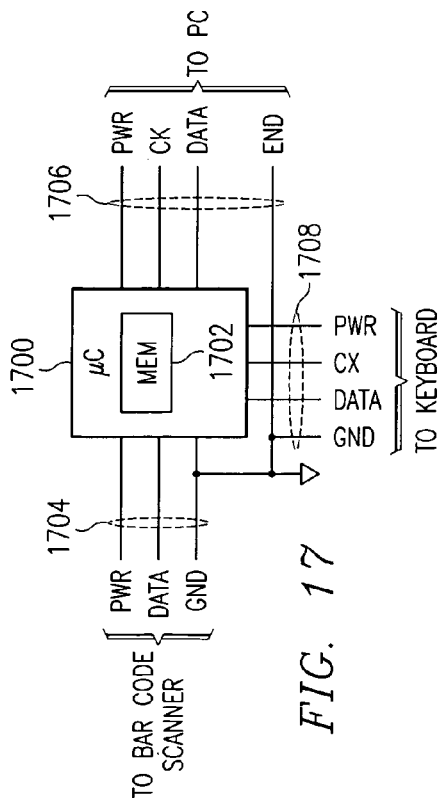 1700
1706
μC
MEM
1702
1704
PWR
DATA
GND
TO BAR CODE
SCANNER
PWR
CK
DATA
END
TO PC
1708
PWR
CX
DATA
GND
TO KEYBOARD
FIG. 17